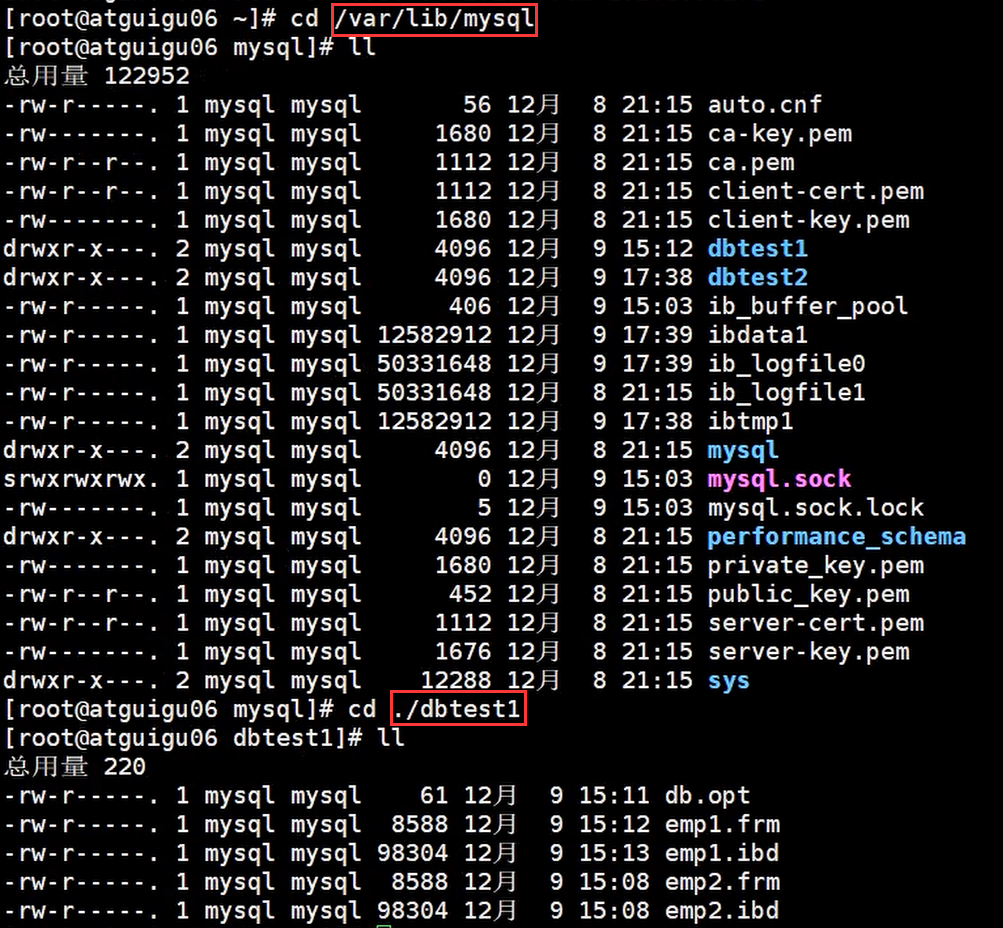 [root@atguigu06 ~]# cd /var/lib/mysql
[root@atguigu06 mysql]# ll
总用量 122952
-rw-r-----. 1 mysql mysql       56 12月  8 21:15 auto.cnf
-rw-------. 1 mysql mysql     1680 12月  8 21:15 ca-key.pem
-rw-r--r--. 1 mysql mysql     1112 12月  8 21:15 ca.pem
-rw-r--r--. 1 mysql mysql     1112 12月  8 21:15 client-cert.pem
-rw-------. 1 mysql mysql     1680 12月  8 21:15 client-key.pem
drwxr-x---. 2 mysql mysql     4096 12月  9 15:12 dbtest1
drwxr-x---. 2 mysql mysql     4096 12月  9 17:38 dbtest2
-rw-r-----. 1 mysql mysql      406 12月  9 15:03 ib_buffer_pool
-rw-r-----. 1 mysql mysql 12582912 12月  9 17:39 ibdata1
-rw-r-----. 1 mysql mysql 50331648 12月  9 17:39 ib_logfile0
-rw-r-----. 1 mysql mysql 50331648 12月  8 21:15 ib_logfile1
-rw-r-----. 1 mysql mysql 12582912 12月  9 17:38 ibtmp1
drwxr-x---. 2 mysql mysql     4096 12月  8 21:15 mysql
srwxrwxrwx. 1 mysql mysql        0 12月  9 15:03 mysql.sock
-rw-------. 1 mysql mysql        5 12月  9 15:03 mysql.sock.lock
drwxr-x---. 2 mysql mysql     4096 12月  8 21:15 performance_schema
-rw-------. 1 mysql mysql     1680 12月  8 21:15 private_key.pem
-rw-r--r--. 1 mysql mysql      452 12月  8 21:15 public_key.pem
-rw-r--r--. 1 mysql mysql     1112 12月  8 21:15 server-cert.pem
-rw-------. 1 mysql mysql     1676 12月  8 21:15 server-key.pem
drwxr-x---. 2 mysql mysql    12288 12月  8 21:15 sys
[root@atguigu06 mysql]# cd ./dbtest1
[root@atguigu06 dbtest1]# ll
总用量 220
-rw-r-----. 1 mysql mysql    61 12月  9 15:11 db.opt
-rw-r-----. 1 mysql mysql  8588 12月  9 15:12 emp1.frm
-rw-r-----. 1 mysql mysql 98304 12月  9 15:13 emp1.ibd
-rw-r-----. 1 mysql mysql  8588 12月  9 15:08 emp2.frm
-rw-r-----. 1 mysql mysql 98304 12月  9 15:08 emp2.ibd